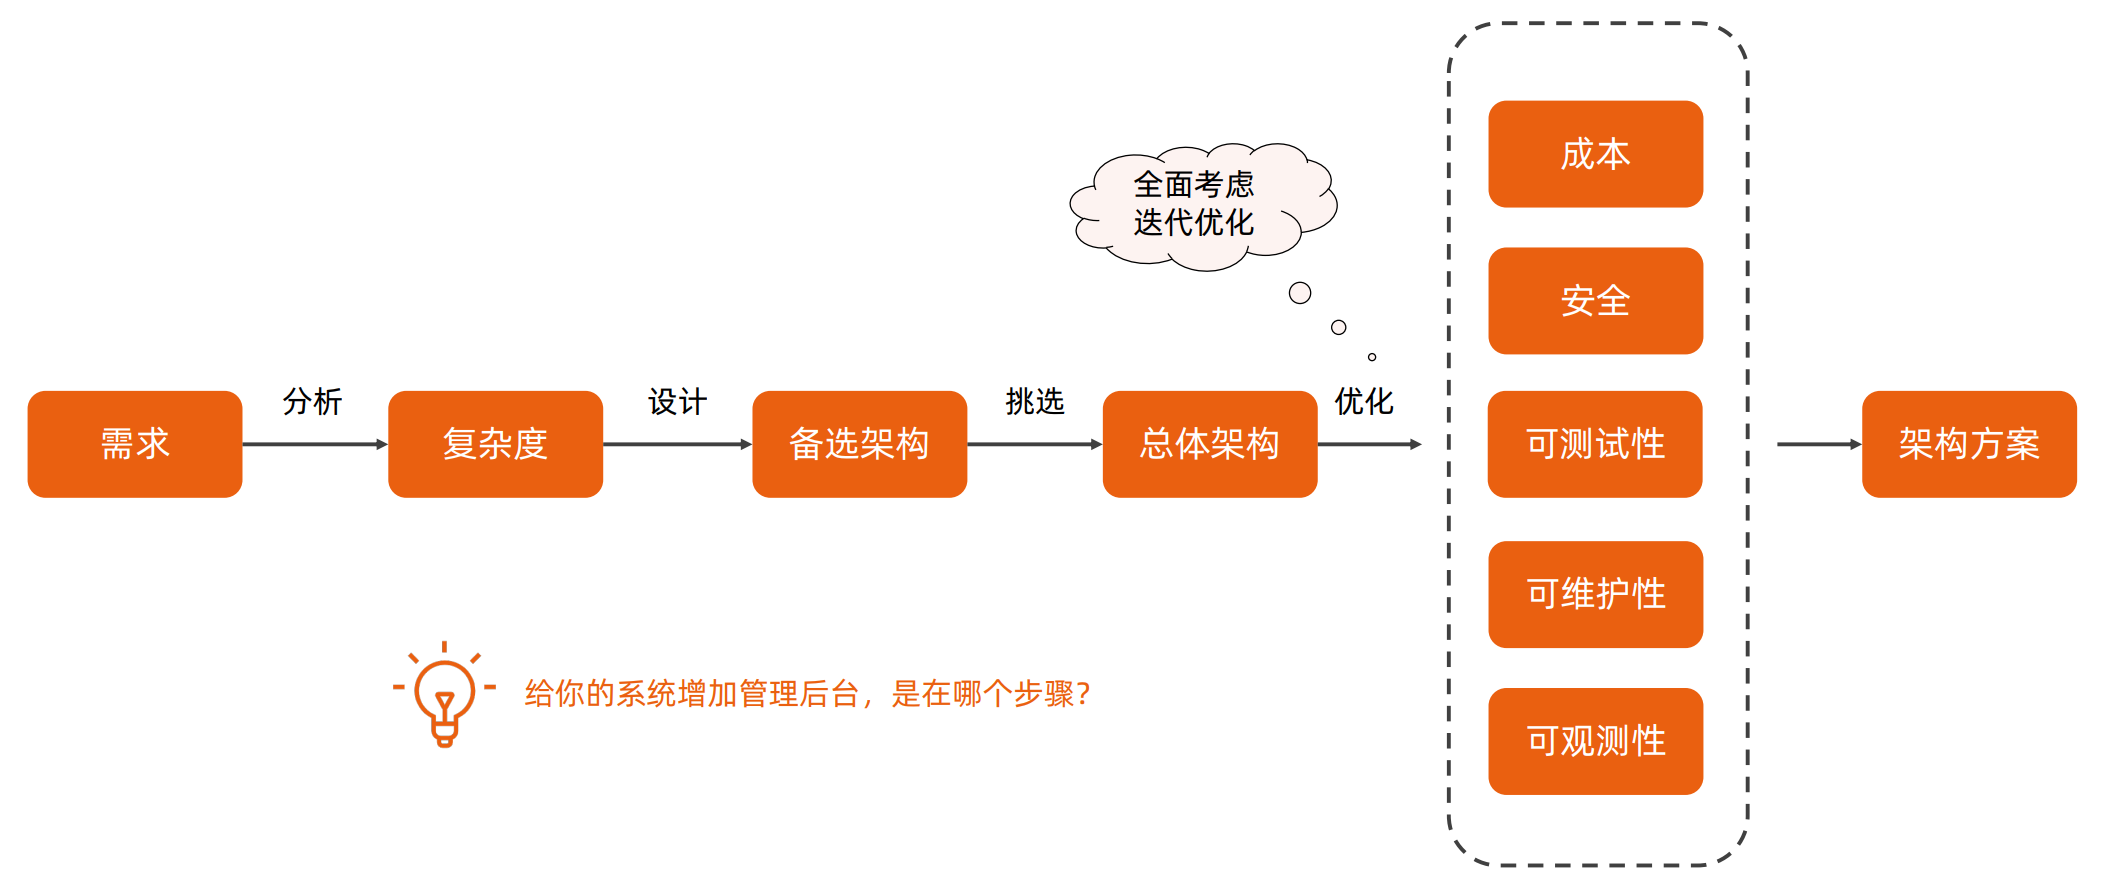 需求
分析
复杂度
设计
备选架构
挑选
总体架构
优化
全面考虑
迭代优化
成本
安全
可测试性
可维护性
可观测性
架构方案
给你的系统增加管理后台，是在哪个步骤？